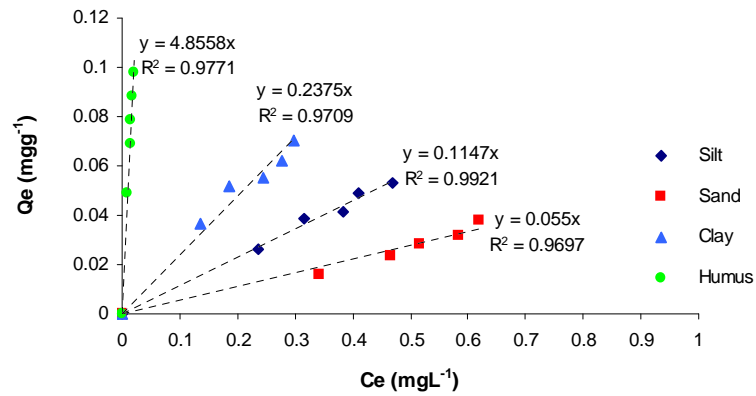 0.12
0.1
0.08
0.06
0.04
0.02
0
Qe (mgg⁻¹)
y = 4.8558x
R² = 0.9771
y = 0.2375x
R² = 0.9709
y = 0.1147x
R² = 0.9921
y = 0.055x
R² = 0.9697
Silt
Sand
Clay
Humus
0 0.1 0.2 0.3 0.4 0.5 0.6 0.7 0.8 0.9 1
Ce (mgL⁻¹)